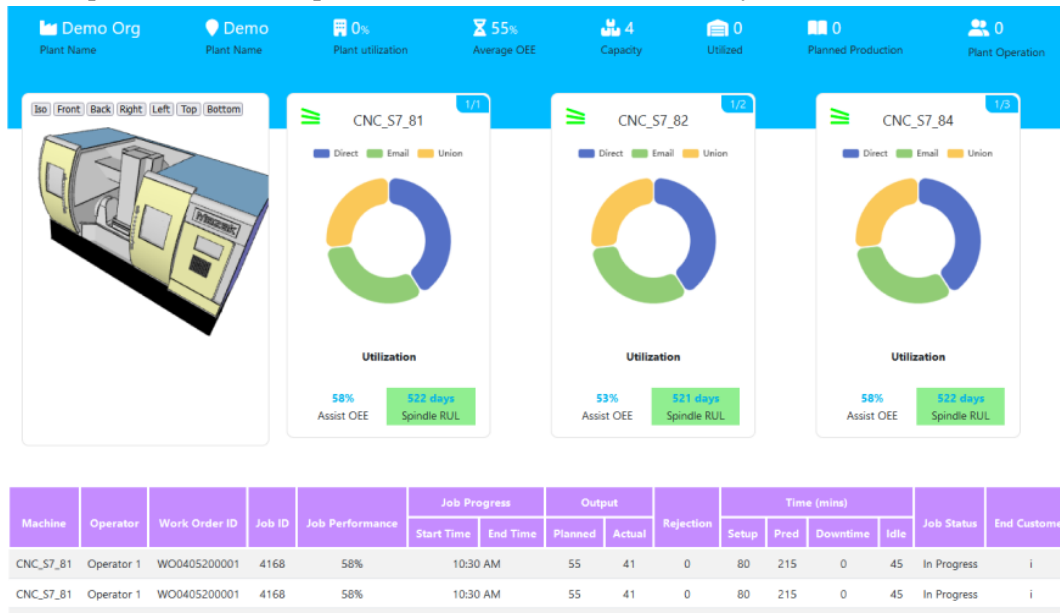 Demo Org
Plant Name
Demo
Plant Name
0%
Plant utilization
55%
Average OEE
4
Capacity
0
Utilized
0
Planned Production
0
Plant Operation
Iso Front Back Right Left Top Bottom
1/1
CNC_S7_81
Direct Email Union
Utilization
58%
Assist OEE
522 days
Spindle RUL
1/2
CNC_S7_82
Direct Email Union
Utilization
53%
Assist OEE
521 days
Spindle RUL
1/3
CNC_S7_84
Direct Email Union
Utilization
58%
Assist OEE
522 days
Spindle RUL
Job Progress Output Time (mins)
Machine Operator Work Order ID Job ID Job Performance Rejection Job Status End Custome
Start Time End Time Planned Actual Setup Pred Downtime Idle
CNC_S7_81 Operator 1 WO0405200001 4168 58% 10:30 AM 55 41 0 80 215 0 45 In Progress i
CNC_S7_81 Operator 1 WO0405200001 4168 58% 10:30 AM 55 41 0 80 215 0 45 In Progress i